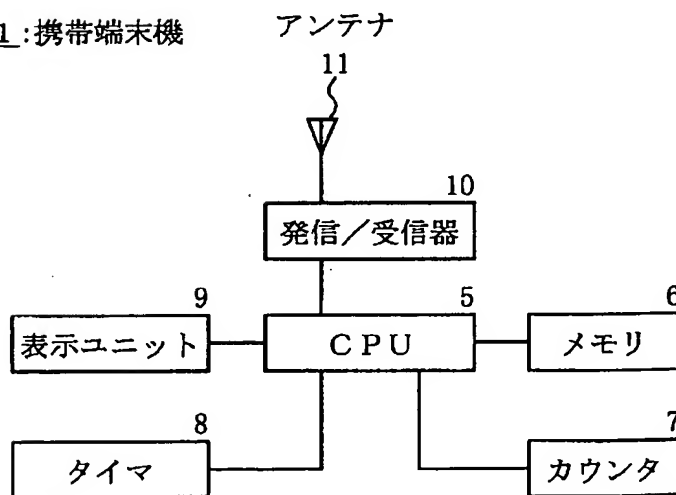 1:携帯端末機
アンテナ
11
10
発信／受信器
9
5
6
表示ユニット
CPU
メモリ
8
7
タイマ
カウンタ